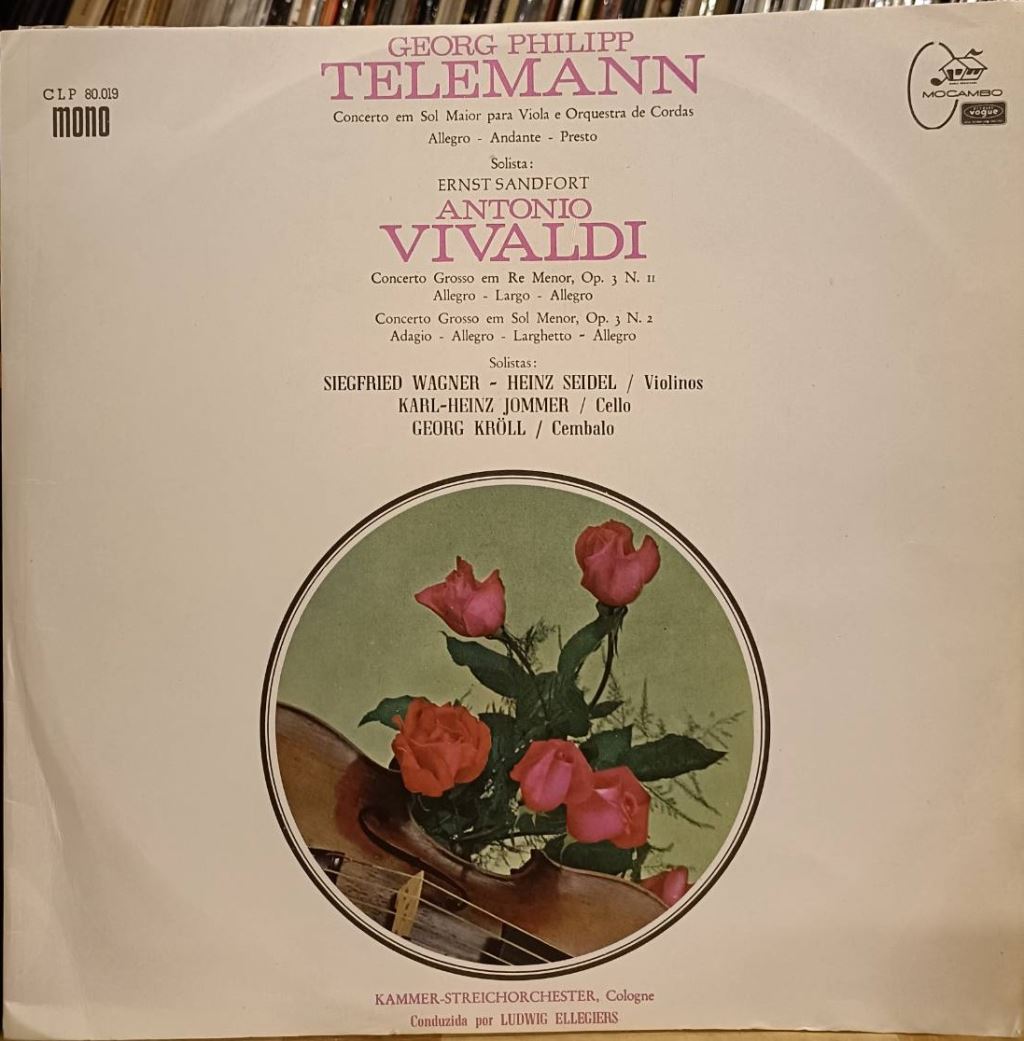 GEORG PHILIPP
TELEMANN
CLP 80.019
mono
MOCAMBO
vogue
Concerto em Sol Maior para Viola e Orquestra de Cordas
Allegro - Andante - Presto
Solista:
ERNST SANDFORT
ANTONIO
VIVALDI
Concerto Grosso em Re Menor, Op. 3 N. 11
Allegro - Largo - Allegro
Concerto Grosso em Sol Menor, Op. 3 N. 2
Adagio - Allegro - Larghetto - Allegro
Solistas:
SIEGFRIED WAGNER - HEINZ SEIDEL / Violinos
KARL-HEINZ JOMMER / Cello
GEORG KRÖLL / Cembalo
KAMMER-STREICHORCHESTER, Cologne
Conduzida por LUDWIG ELLEGIERS